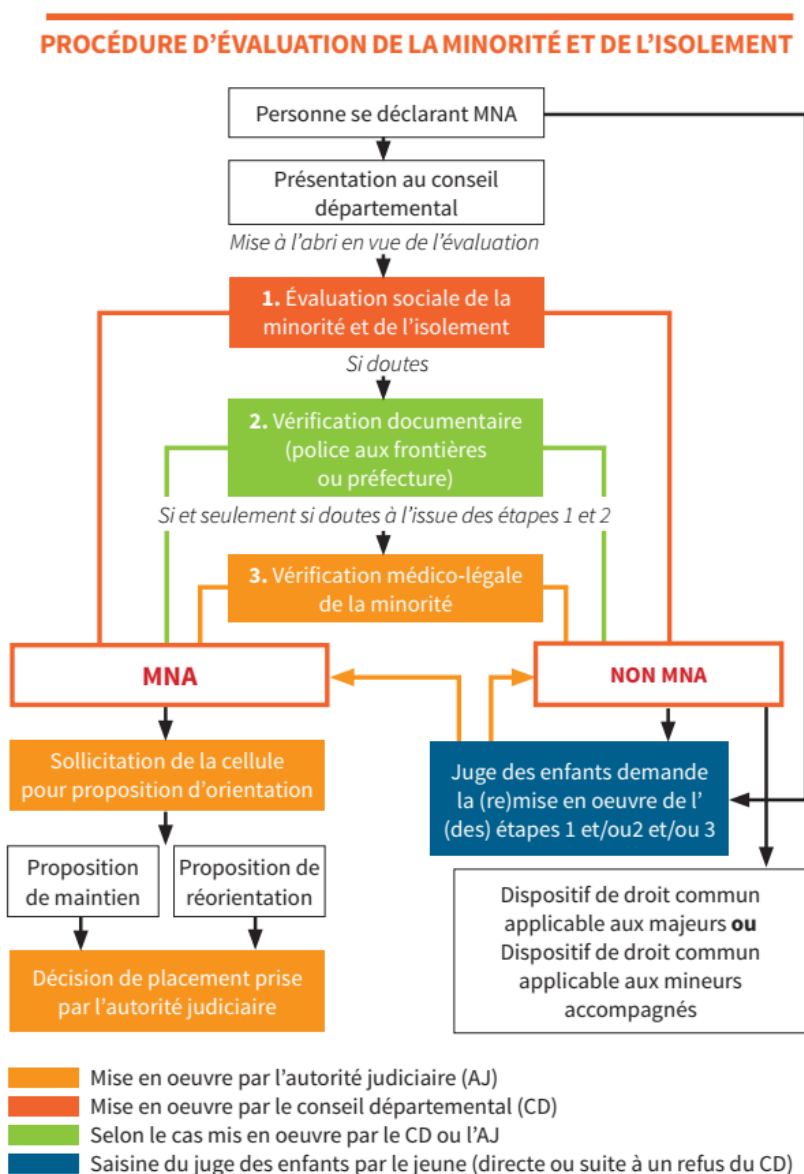 PROCÉDURE D'ÉVALUATION DE LA MINORITÉ ET DE L'ISOLEMENT
Personne se déclarant MNA
Présentation au conseil
départemental
Mise à l'abri en vue de l'évaluation
1. Évaluation sociale de la
minorité et de l'isolement
Si doutes
2. Vérification documentaire
(police aux frontières
ou préfecture)
Si et seulement si doutes à l'issue des étapes 1 et 2
3. Vérification médico-légale
de la minorité
MNA
NON MNA
Sollicitation de la cellule
pour proposition d'orientation
Juge des enfants demande
la (re)mise en oeuvre de l'
(des) étapes 1 et/ou2 et/ou 3
Proposition
de maintien
Proposition de
réorientation
Décision de placement prise
par l'autorité judiciaire
Dispositif de droit commun
applicable aux majeurs ou
Dispositif de droit commun
applicable aux mineurs
accompagnés
Mise en oeuvre par l'autorité judiciaire (AJ)
Mise en oeuvre par le conseil départemental (CD)
Selon le cas mis en oeuvre par le CD ou l'AJ
Saisine du juge des enfants par le jeune (directe ou suite à un refus du CD)